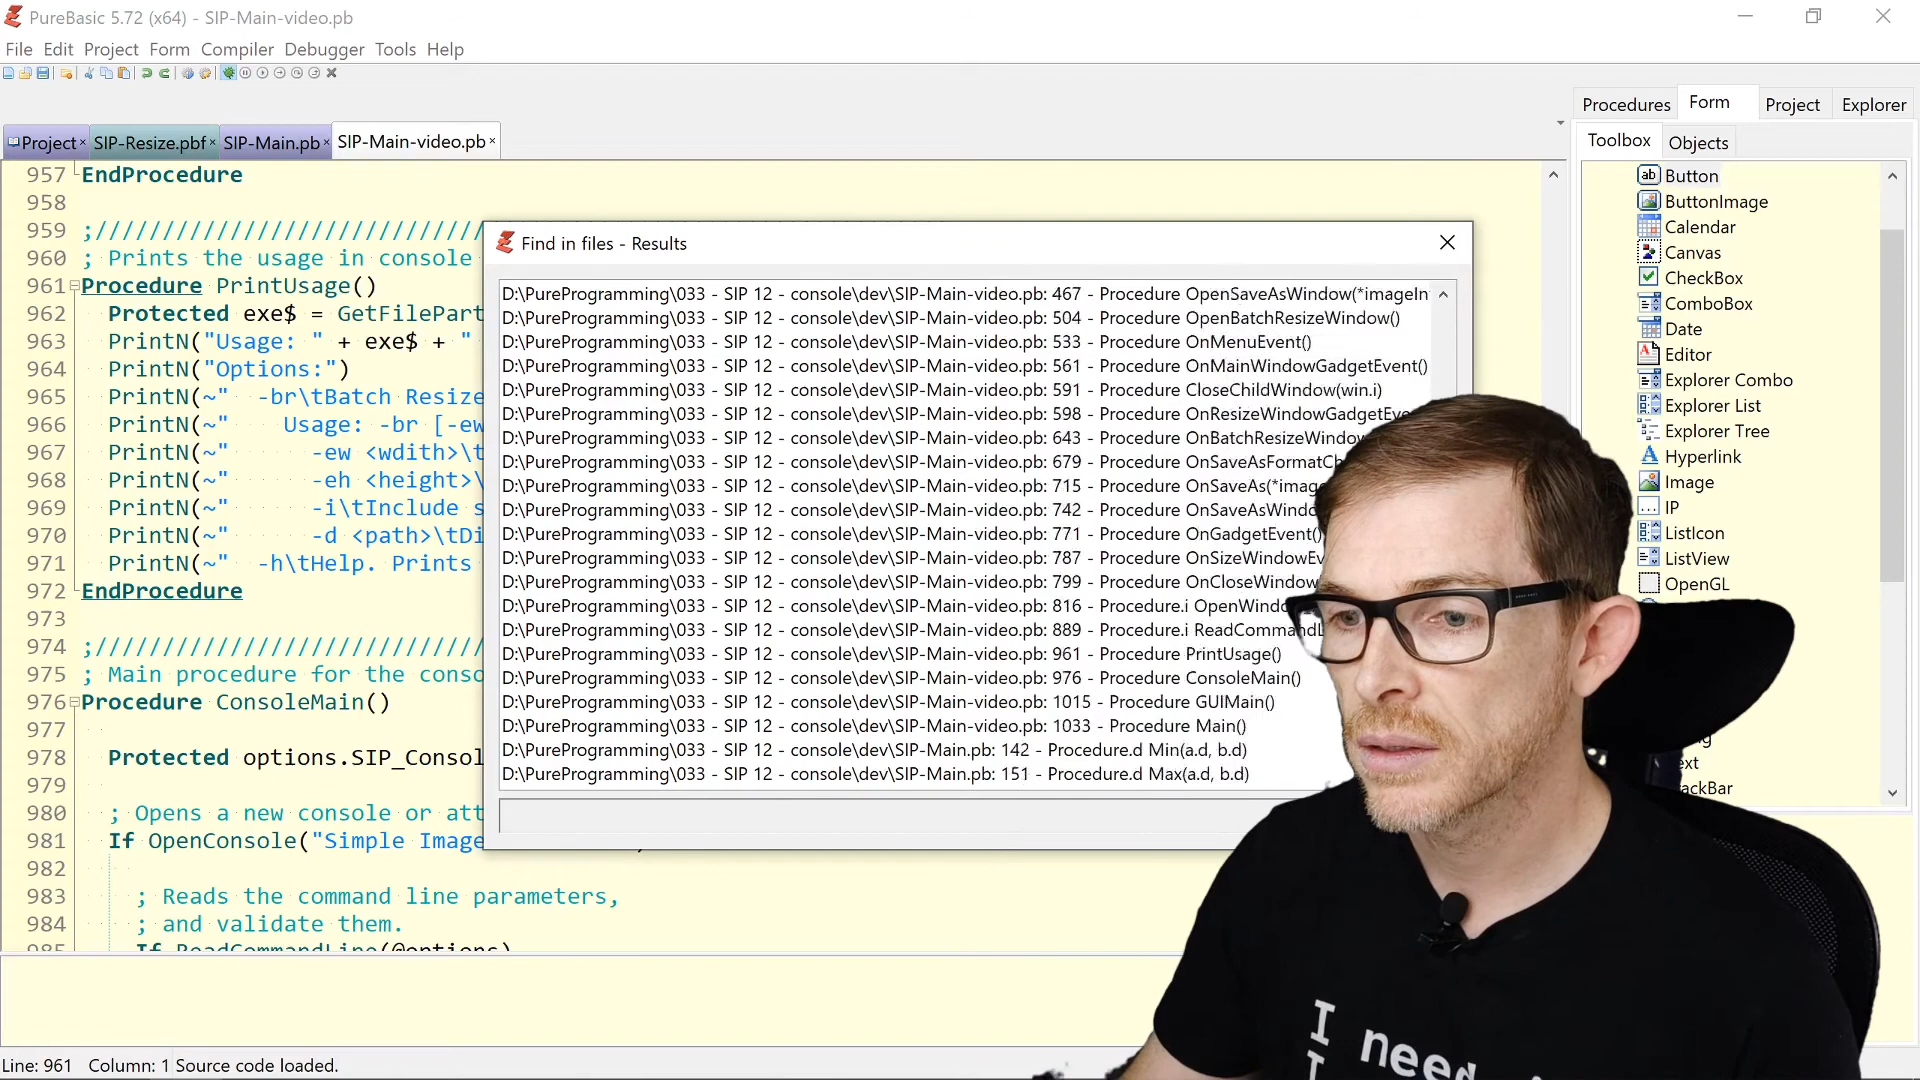 PureBasic 5.72 (x64) - SIP-Main-video.pb
File Edit Project Form Compiler Debugger Tools Help
Procedures Form Project Explorer
Project SIP-Resize.pbf SIP-Main.pb SIP-Main-video.pb
Toolbox Objects
957 EndProcedure
958
959 ;/////////////////////////////
960 ; Prints the usage in console
961 Procedure PrintUsage()
962 Protected exe$ = GetFilePart
963 PrintN("Usage: " + exe$ + "
964 PrintN("Options:")
965 PrintN(~" -br\tBatch Resize
966 PrintN(~" Usage: -br [-ew
967 PrintN(~" -ew <wdith>\t
968 PrintN(~" -eh <height>\
969 PrintN(~" -i\tInclude s
970 PrintN(~" -d <path>\tDi
971 PrintN(~" -h\tHelp. Prints
972 EndProcedure
973
974 ;/////////////////////////////
975 ; Main procedure for the conso
976 Procedure ConsoleMain()
977
978 Protected options.SIP_Consol
979
980 ; Opens a new console or att
981 If OpenConsole("Simple Image
982
983 ; Reads the command line parameters,
984 ; and validate them.
985 If ReadCommandLine(@options)
Find in files - Results
D:\PureProgramming\033 - SIP 12 - console\dev\SIP-Main-video.pb: 467 - Procedure OpenSaveAsWindow(*imageIn
D:\PureProgramming\033 - SIP 12 - console\dev\SIP-Main-video.pb: 504 - Procedure OpenBatchResizeWindow()
D:\PureProgramming\033 - SIP 12 - console\dev\SIP-Main-video.pb: 533 - Procedure OnMenuEvent()
D:\PureProgramming\033 - SIP 12 - console\dev\SIP-Main-video.pb: 561 - Procedure OnMainWindowGadgetEvent()
D:\PureProgramming\033 - SIP 12 - console\dev\SIP-Main-video.pb: 591 - Procedure CloseChildWindow(win.i)
D:\PureProgramming\033 - SIP 12 - console\dev\SIP-Main-video.pb: 598 - Procedure OnResizeWindowGadgetEve
D:\PureProgramming\033 - SIP 12 - console\dev\SIP-Main-video.pb: 643 - Procedure OnBatchResizeWindow
D:\PureProgramming\033 - SIP 12 - console\dev\SIP-Main-video.pb: 679 - Procedure OnSaveAsFormatCh
D:\PureProgramming\033 - SIP 12 - console\dev\SIP-Main-video.pb: 715 - Procedure OnSaveAs(*imag
D:\PureProgramming\033 - SIP 12 - console\dev\SIP-Main-video.pb: 742 - Procedure OnSaveAsWind
D:\PureProgramming\033 - SIP 12 - console\dev\SIP-Main-video.pb: 771 - Procedure OnGadgetEvent()
D:\PureProgramming\033 - SIP 12 - console\dev\SIP-Main-video.pb: 787 - Procedure OnSizeWindowEv
D:\PureProgramming\033 - SIP 12 - console\dev\SIP-Main-video.pb: 799 - Procedure OnCloseWindow
D:\PureProgramming\033 - SIP 12 - console\dev\SIP-Main-video.pb: 816 - Procedure.i OpenWindo
D:\PureProgramming\033 - SIP 12 - console\dev\SIP-Main-video.pb: 889 - Procedure.i ReadCommandL
D:\PureProgramming\033 - SIP 12 - console\dev\SIP-Main-video.pb: 961 - Procedure PrintUsage()
D:\PureProgramming\033 - SIP 12 - console\dev\SIP-Main-video.pb: 976 - Procedure ConsoleMain()
D:\PureProgramming\033 - SIP 12 - console\dev\SIP-Main-video.pb: 1015 - Procedure GUIMain()
D:\PureProgramming\033 - SIP 12 - console\dev\SIP-Main-video.pb: 1033 - Procedure Main()
D:\PureProgramming\033 - SIP 12 - console\dev\SIP-Main.pb: 142 - Procedure.d Min(a.d, b.d)
D:\PureProgramming\033 - SIP 12 - console\dev\SIP-Main.pb: 151 - Procedure.d Max(a.d, b.d)
Button
ButtonImage
Calendar
Canvas
CheckBox
ComboBox
Date
Editor
Explorer Combo
Explorer List
Explorer Tree
Hyperlink
Image
IP
ListIcon
ListView
OpenGL
ext
ackBar
I need
Line: 961 Column: 1 Source code loaded.